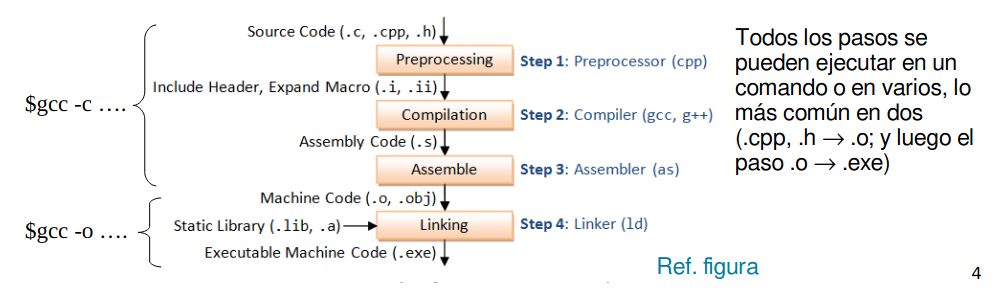 Source Code (.c, .cpp, .h)
Preprocessing
Step 1: Preprocessor (cpp)
Include Header, Expand Macro (.i, .ii)
$gcc -c ….
Compilation
Step 2: Compiler (gcc, g++)
Assembly Code (.s)
Assemble
Step 3: Assembler (as)
Machine Code (.o, .obj)
$gcc -o ….
Static Library (.lib, .a)
Linking
Step 4: Linker (ld)
Executable Machine Code (.exe)
Todos los pasos se
pueden ejecutar en un
comando o en varios, lo
más común en dos
(.cpp, .h → .o; y luego el
paso .o → .exe)
Ref. figura
4